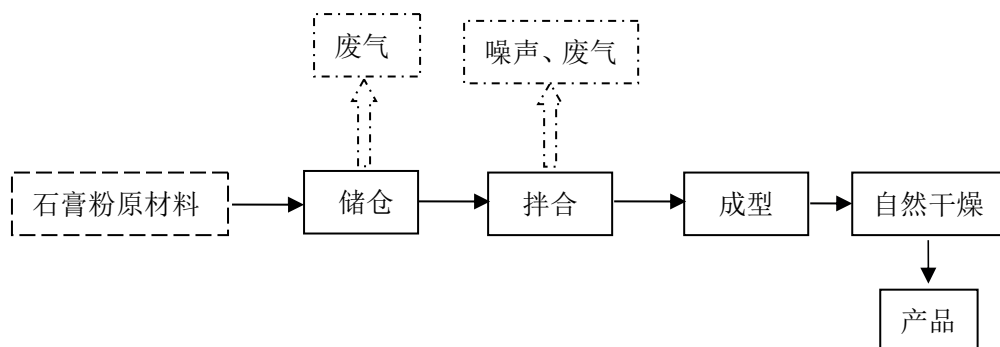 废气
噪声、废气
石膏粉原材料
储仓
拌合
成型
自然干燥
产品